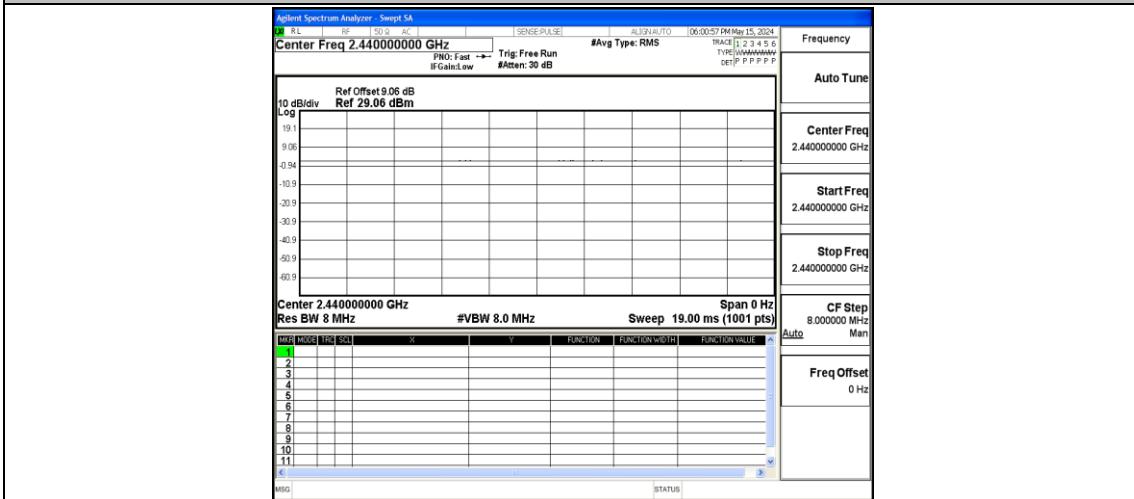 Agilent Spectrum Analyzer - Swept SA
RL RF 50 Ω AC SENSE:PULSE ALIGN AUTO 06:00:57 PM May 15, 2024
Center Freq 2.440000000 GHz
PNO: Fast
IFGain:Low
Trig: Free Run
#Atten: 30 dB
#Avg Type: RMS
TRACE 1 2 3 4 5 6
TYPE
DET P P P P P P
Frequency
Auto Tune
Ref Offset 9.06 dB
10 dB/div Ref 29.06 dBm
Log
19.1
9.06
-0.94
-10.9
-20.9
-30.9
-40.9
-50.9
-60.9
Center 2.440000000 GHz Span 0 Hz
Res BW 8 MHz #VBW 8.0 MHz Sweep 19.00 ms (1001 pts)
Center Freq
2.440000000 GHz
Start Freq
2.440000000 GHz
Stop Freq
2.440000000 GHz
CF Step
8.000000 MHz
Auto Man
Freq Offset
0 Hz
MKR MODE TRC SCL X Y FUNCTION FUNCTION WIDTH FUNCTION VALUE
1
2
3
4
5
6
7
8
9
10
11
MSG STATUS